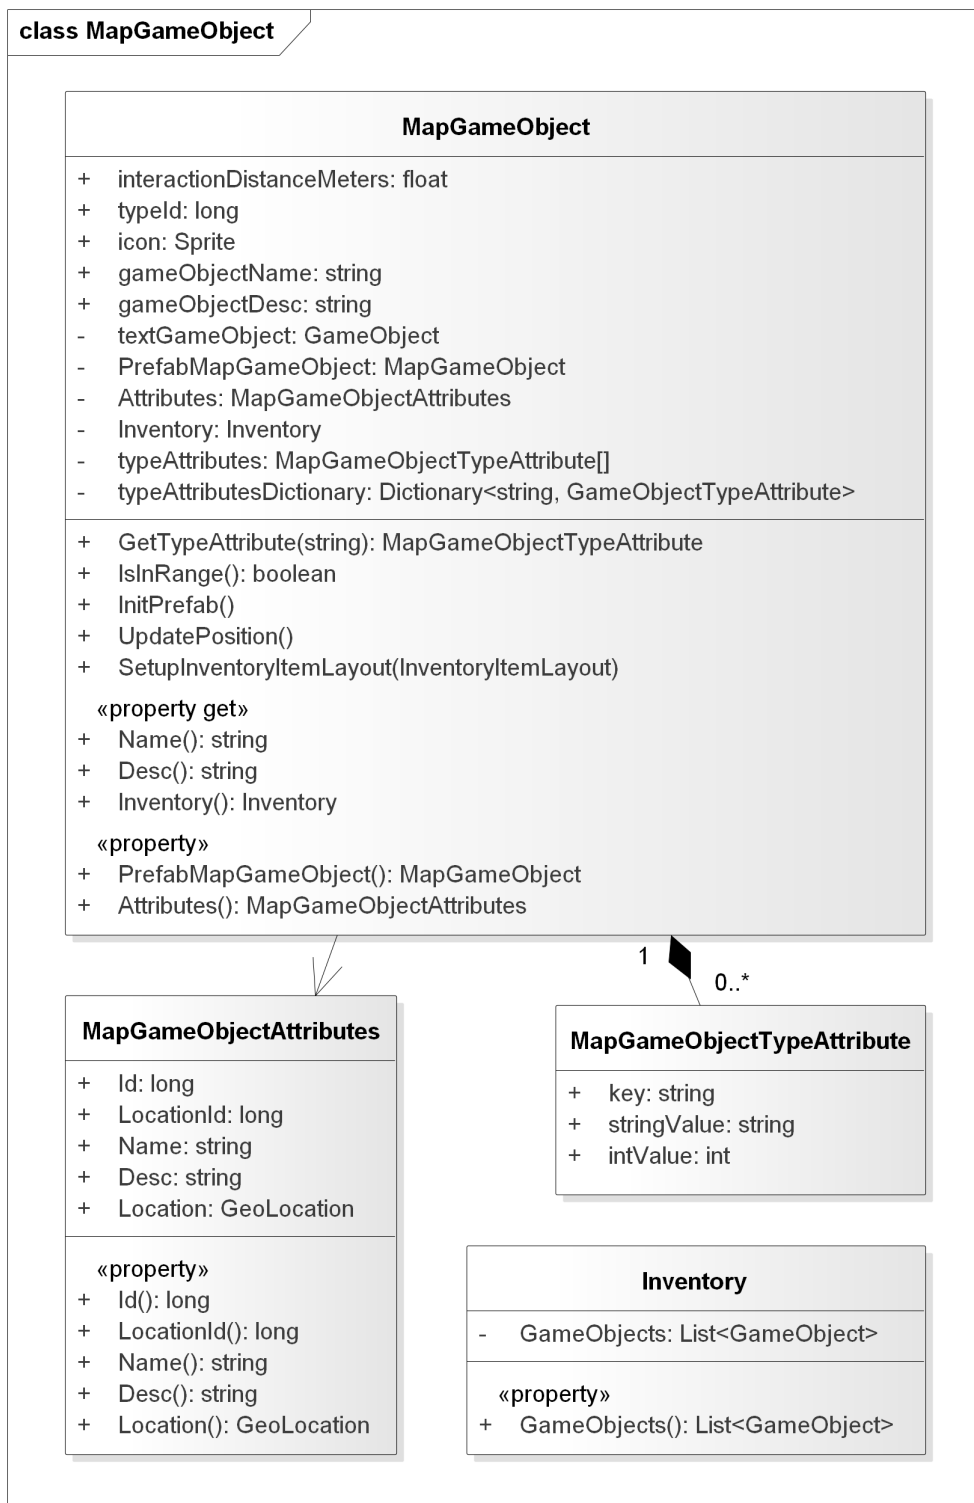 class MapGameObject
MapGameObject
+ interactionDistanceMeters: float
+ typeId: long
+ icon: Sprite
+ gameObjectName: string
+ gameObjectDesc: string
- textGameObject: GameObject
- PrefabMapGameObject: MapGameObject
- Attributes: MapGameObjectAttributes
- Inventory: Inventory
- typeAttributes: MapGameObjectTypeAttribute[]
- typeAttributesDictionary: Dictionary<string, GameObjectTypeAttribute>
+ GetTypeAttribute(string): MapGameObjectTypeAttribute
+ IsInRange(): boolean
+ InitPrefab()
+ UpdatePosition()
+ SetupInventoryItemLayout(InventoryItemLayout)
«property get»
+ Name(): string
+ Desc(): string
+ Inventory(): Inventory
«property»
+ PrefabMapGameObject(): MapGameObject
+ Attributes(): MapGameObjectAttributes
1
0..*
MapGameObjectAttributes
+ Id: long
+ LocationId: long
+ Name: string
+ Desc: string
+ Location: GeoLocation
«property»
+ Id(): long
+ LocationId(): long
+ Name(): string
+ Desc(): string
+ Location(): GeoLocation
MapGameObjectTypeAttribute
+ key: string
+ stringValue: string
+ intValue: int
Inventory
- GameObjects: List<GameObject>
«property»
+ GameObjects(): List<GameObject>